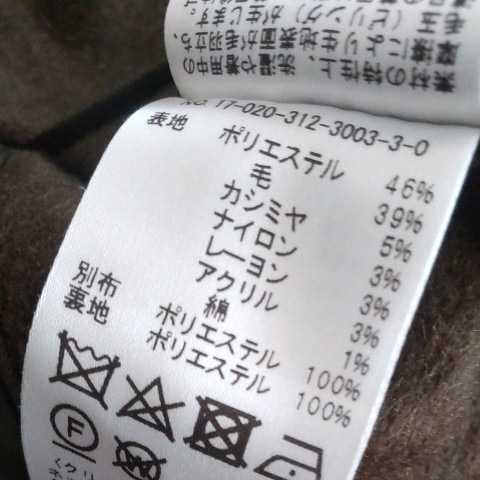 素材の特性上、洗濯や着用中の
摩擦により生地表面が毛羽立ち、
毛玉(ピリング)が生じます。
NO. 17-020-312-3003-3-0
表地 ポリエステル 46%
毛 39%
カシミヤ 5%
ナイロン 3%
レーヨン 3%
アクリル 3%
綿 1%
別布 ポリエステル 100%
裏地 ポリエステル 100%
F